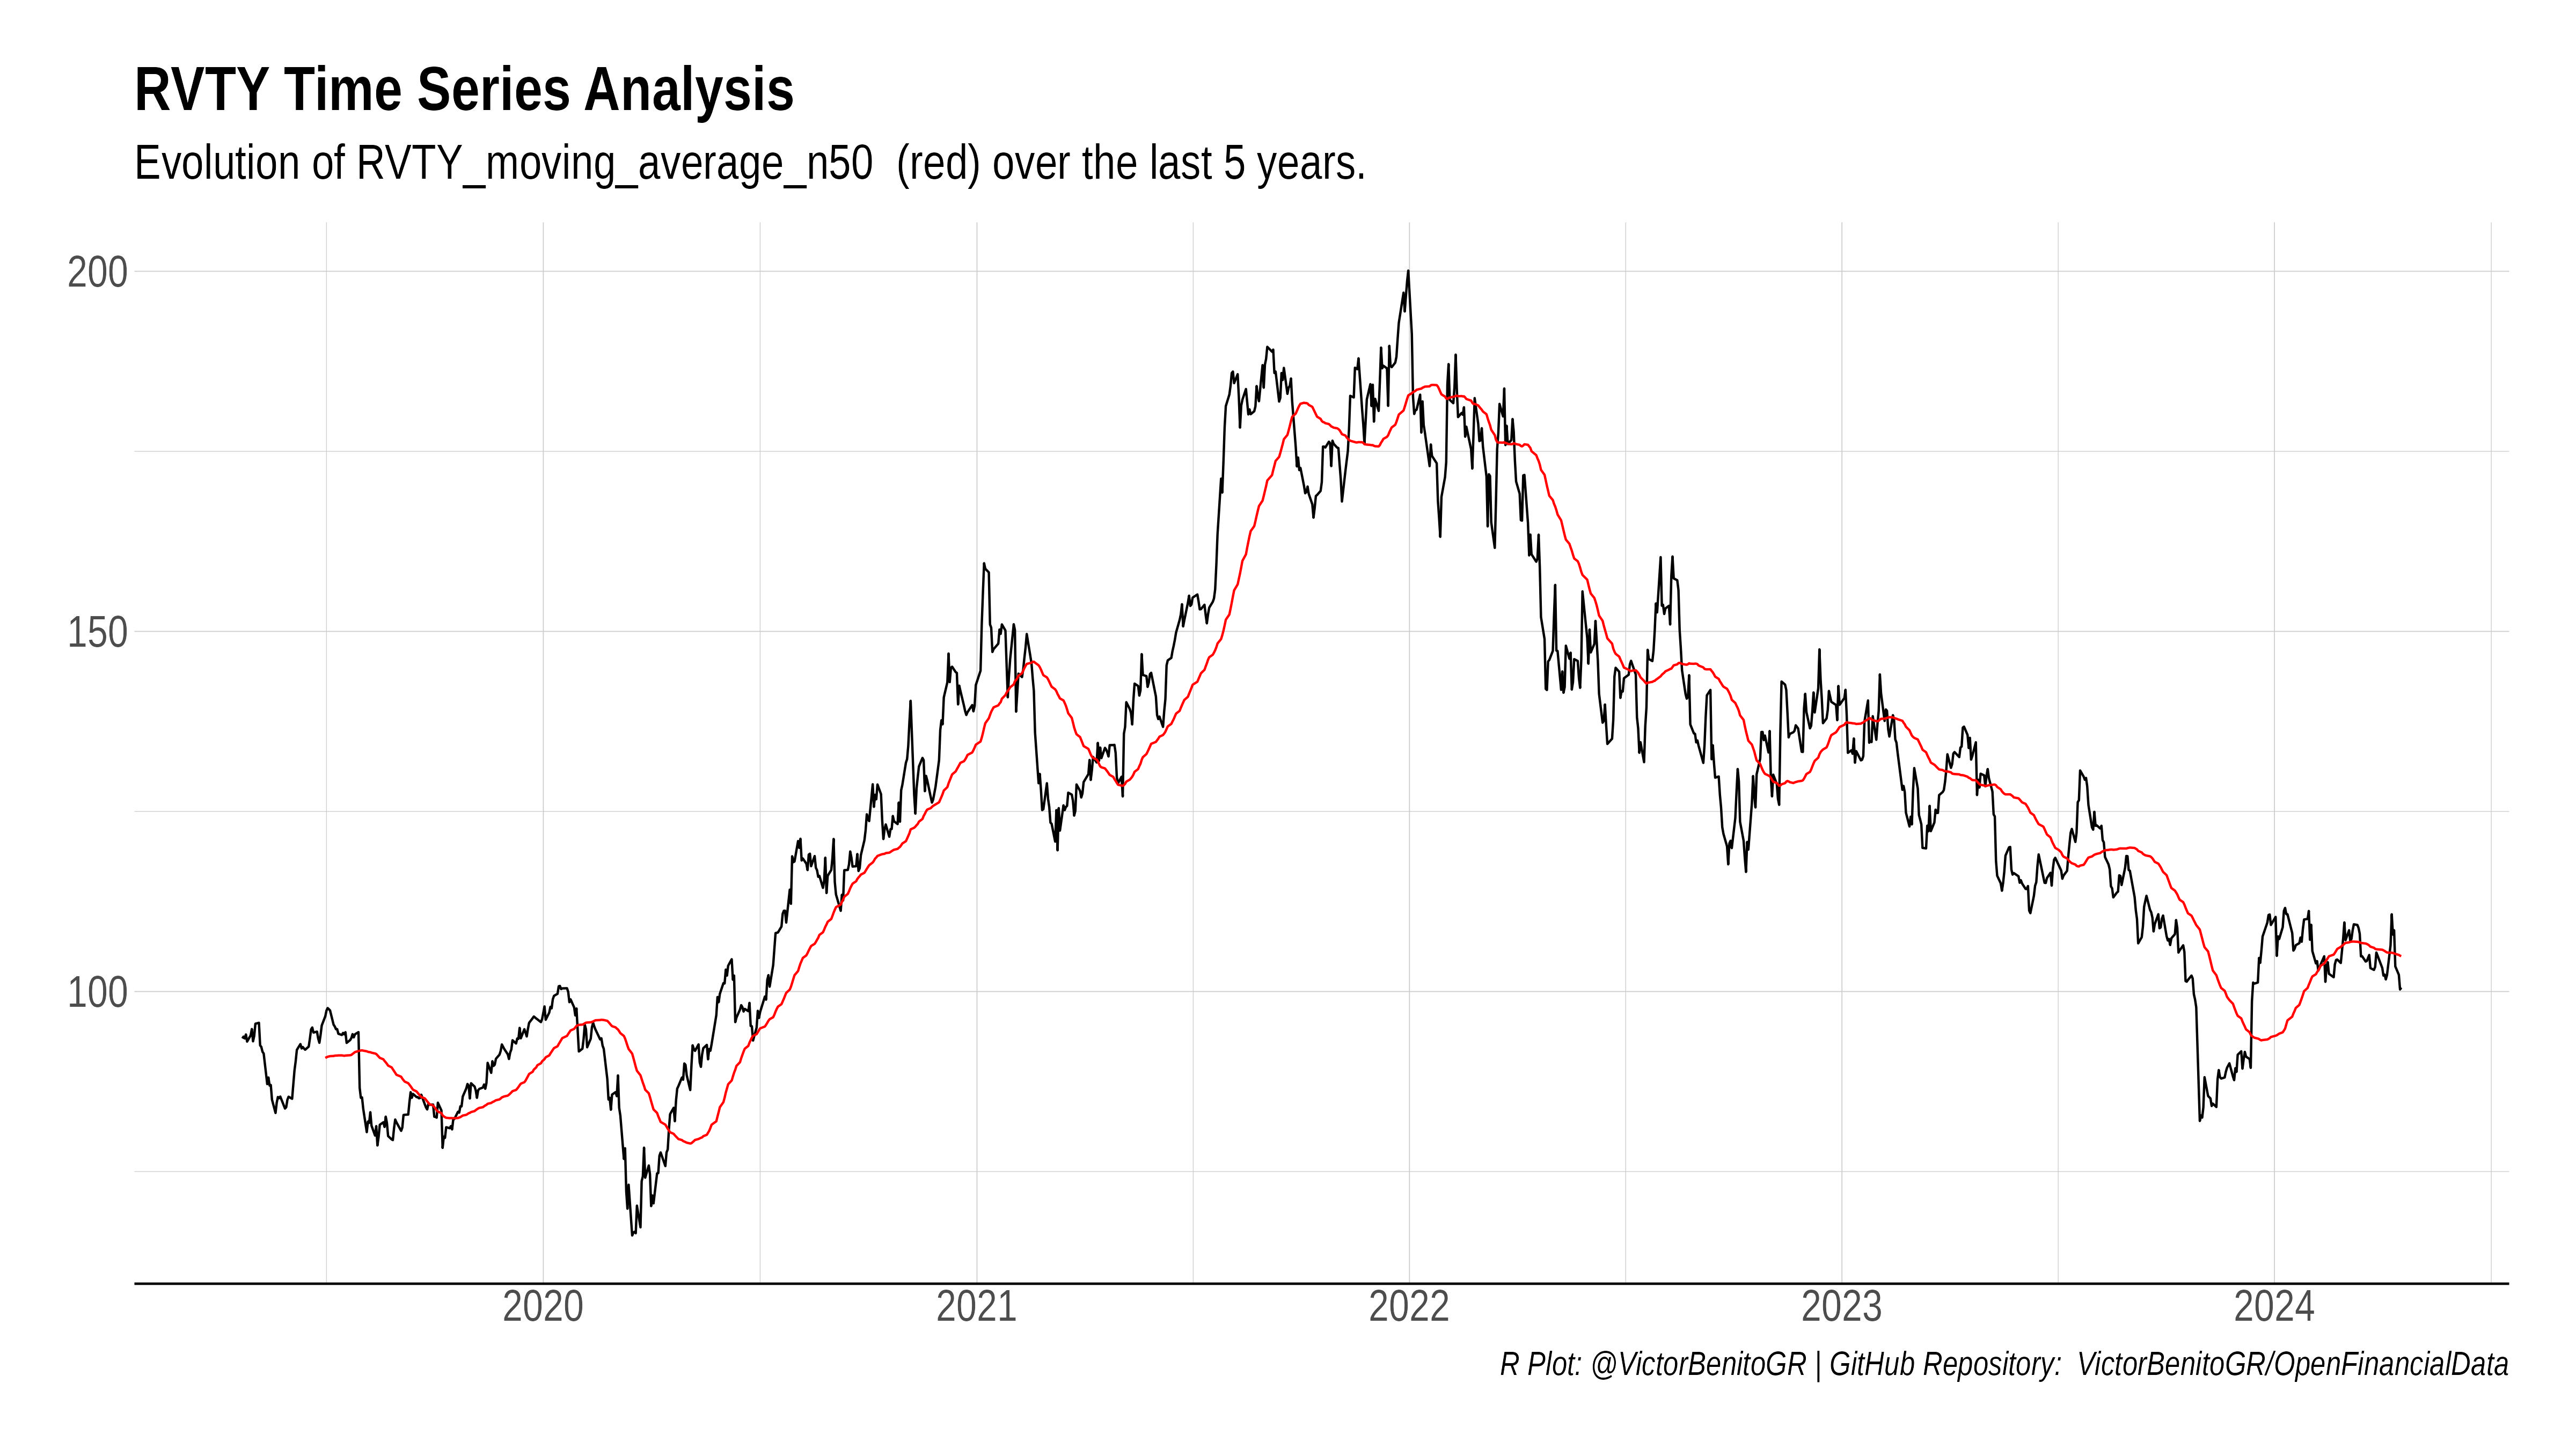 RVTY Time Series Analysis
Evolution of RVTY_moving_average_n50  (red) over the last 5 years.
200
150
100
2020 2021 2022 2023 2024
R Plot: @VictorBenitoGR | GitHub Repository:  VictorBenitoGR/OpenFinancialData